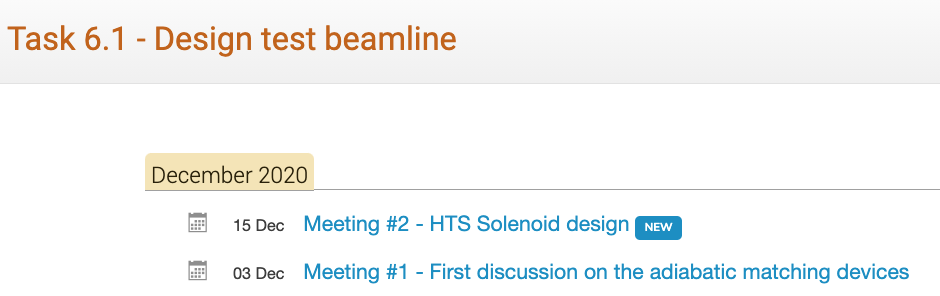 Task 6.1 - Design test beamline
December 2020
15 Dec Meeting #2 - HTS Solenoid design NEW
03 Dec Meeting #1 - First discussion on the adiabatic matching devices